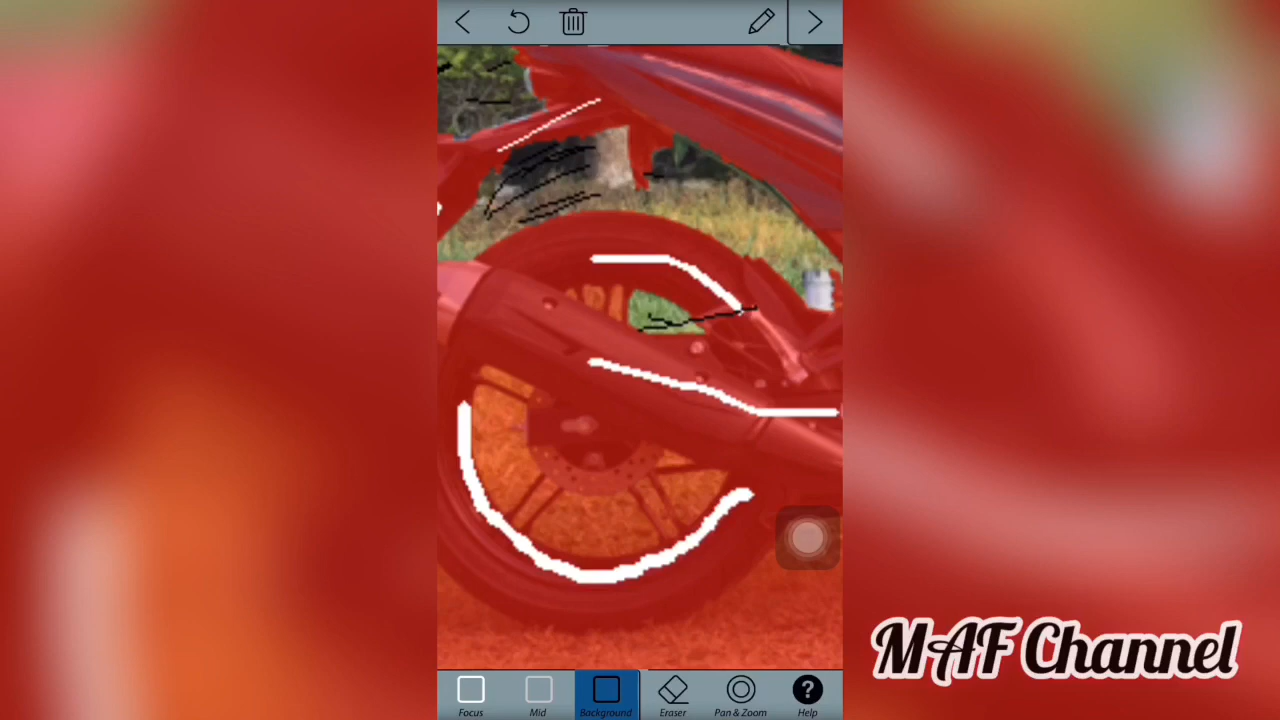 MAF Channel
Focus
Mid
Background
Eraser
Pan & Zoom
Help